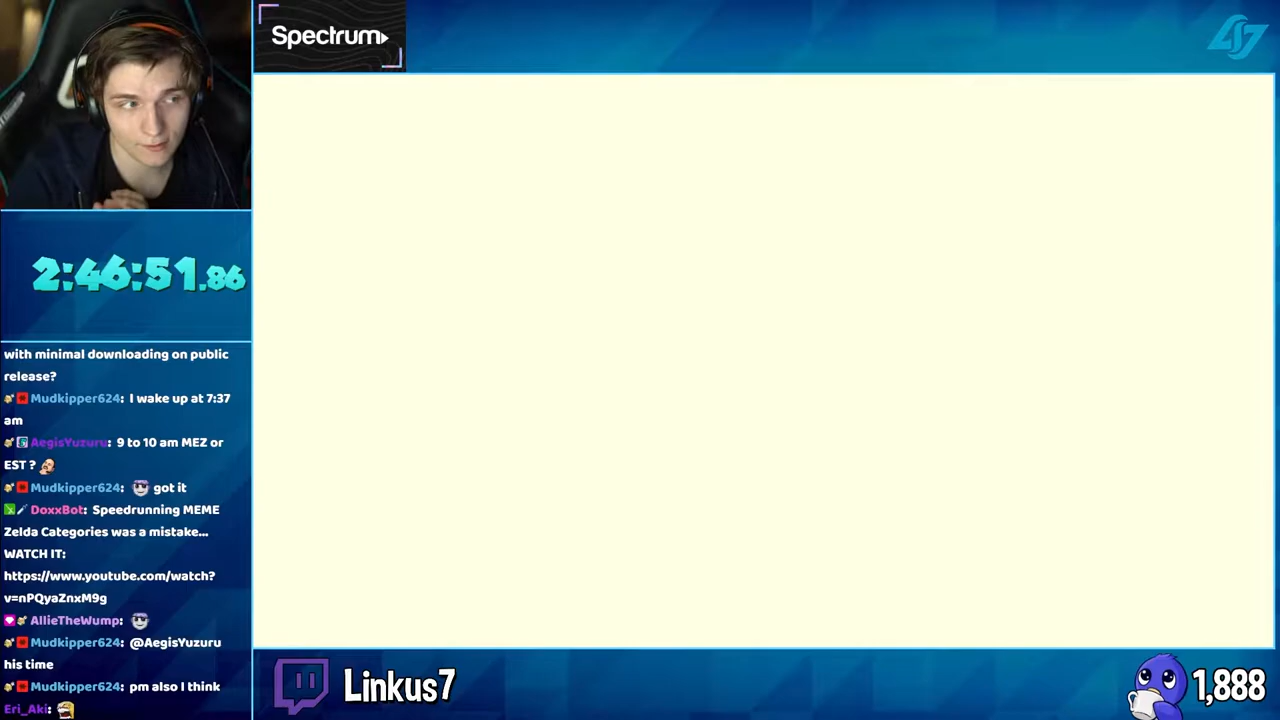 Spectrum
2:46:51.86
with minimal downloading on public
release?
Mudkipper624: I wake up at 7:37
am
AegisYuzuru: 9 to 10 am MEZ or
EST ?
Mudkipper624: got it
DoxxBot: Speedrunning MEME
Zelda Categories was a mistake...
WATCH IT:
https://www.youtube.com/watch?
v=nPQyaZnxM9g
AllieTheWump:
Mudkipper624: @AegisYuzuru
his time
Mudkipper624: pm also I think
Eri_Aki:
Linkus7
1,888